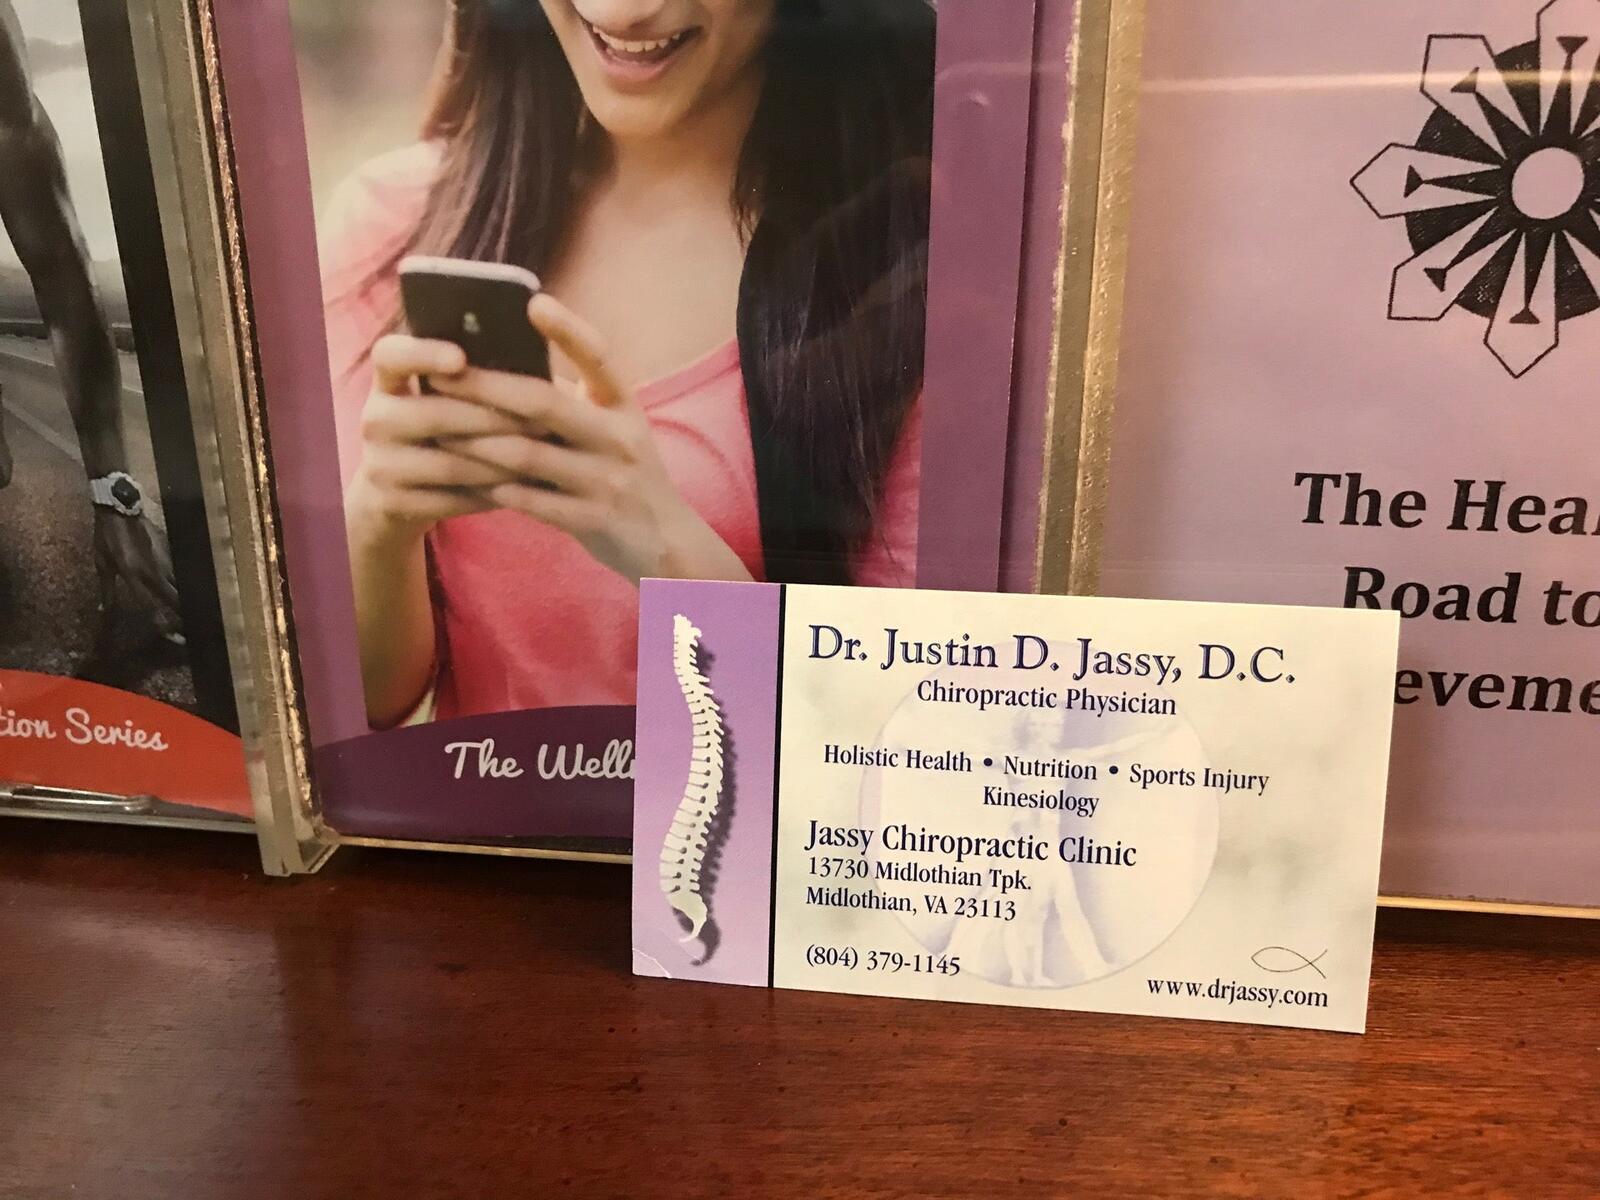 tion Series
The Well
The Heal
Road to
eveme
Dr. Justin D. Jassy, D.C.
Chiropractic Physician
Holistic Health • Nutrition • Sports Injury
Kinesiology
Jassy Chiropractic Clinic
13730 Midlothian Tpk.
Midlothian, VA 23113
(804) 379-1145
www.drjassy.com